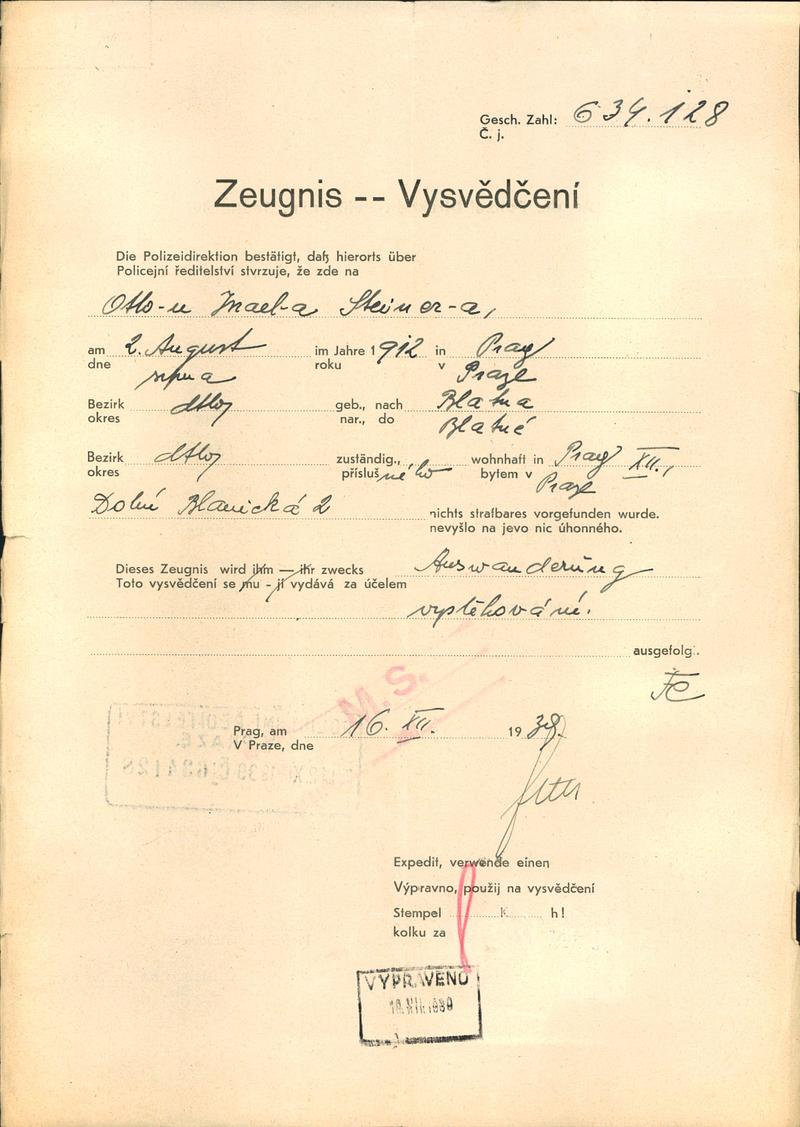 Gesch. Zahl: 634.128
Č. j.
Zeugnis -- Vysvědčení
Die Polizeidirektion bestätigt, daß hierorts über
Policejní ředitelství stvrzuje, že zde na
Otto-u Israel-a Steiner-a,
am 2. August im Jahre 1912 in Prag
dne srpna roku v Praze
Bezirk dtto geb., nach Blatna
okres nar., do Blatné
Bezirk dtto zuständig., wohnhaft in Prag XII.,
okres příslušného bytem v Praze
Dolní Blanická 2 nichts strafbares vorgefunden wurde.
nevyšlo na jevo nic úhonného.
Dieses Zeugnis wird ihm — ihr zwecks Auswanderung
Toto vysvědčení se mu - jí vydává za účelem
vystěhování.
ausgefolg.
M.S.
Prag, am 16. XII. 1939.
V Praze, dne
Expedit, verwende einen
Výpravno, použij na vysvědčení
Stempel K h!
kolku za
VYPRAVENO